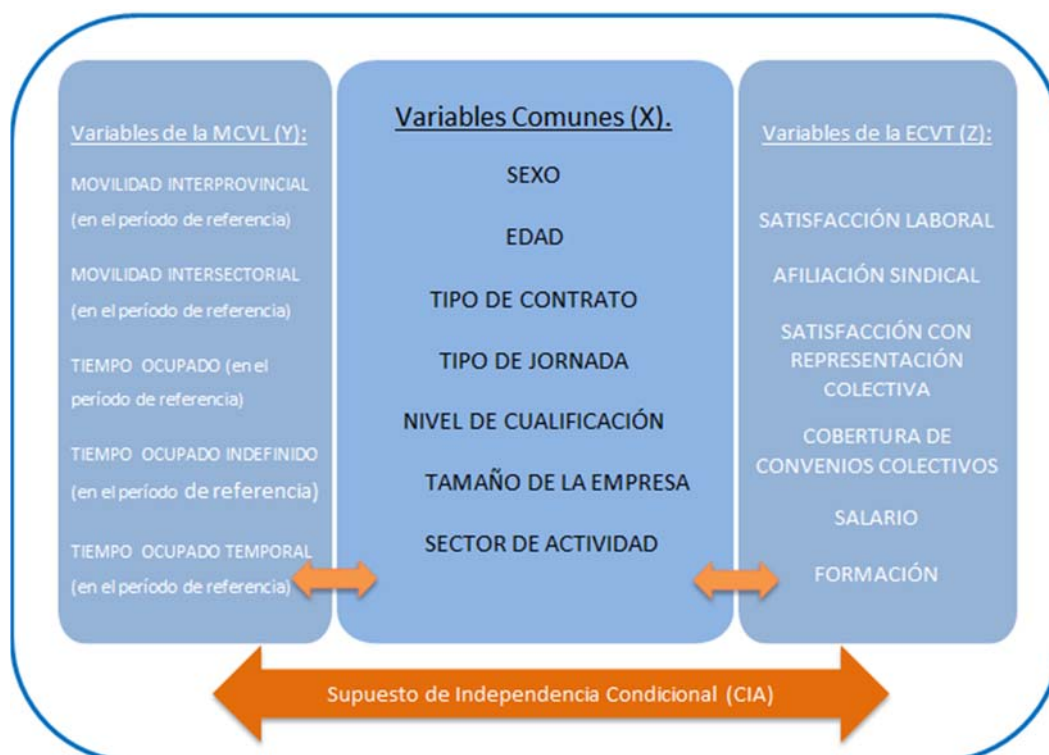 Variables de la MCVL (Y):
MOVILIDAD INTERPROVINCIAL
(en el período de referencia)
MOVILIDAD INTERSECTORIAL
(en el período de referencia)
TIEMPO OCUPADO (en el
período de referencia)
TIEMPO OCUPADO INDEFINIDO
(en el período de referencia)
TIEMPO OCUPADO TEMPORAL
(en el período de referencia)
Variables Comunes (X).
SEXO
EDAD
TIPO DE CONTRATO
TIPO DE JORNADA
NIVEL DE CUALIFICACIÓN
TAMAÑO DE LA EMPRESA
SECTOR DE ACTIVIDAD
Variables de la ECVT (Z):
SATISFACCIÓN LABORAL
AFILIACIÓN SINDICAL
SATISFACCIÓN CON
REPRESENTACIÓN
COLECTIVA
COBERTURA DE
CONVENIOS COLECTIVOS
SALARIO
FORMACIÓN
Supuesto de Independencia Condicional (CIA)